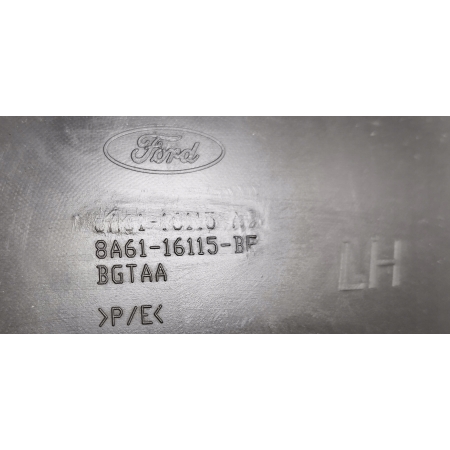 Ford
8A61-16115-BF
BGTAA
LH
>P/E<